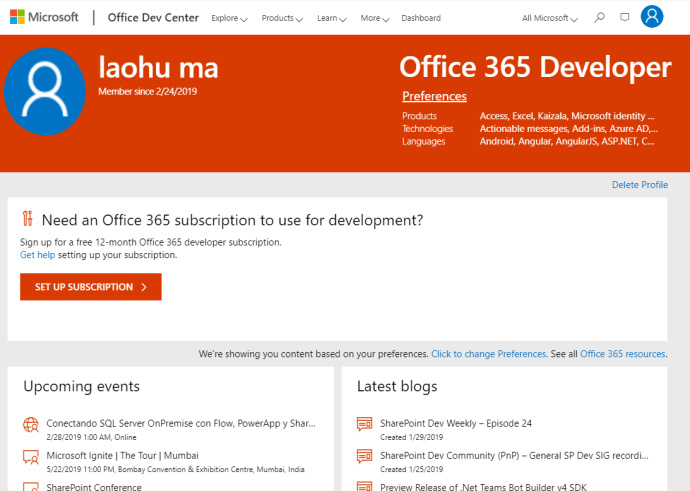 Microsoft Office Dev Center Explore Products Learn More Dashboard All Microsoft
laohu ma
Member since 2/24/2019
Office 365 Developer
Preferences
Products Access, Excel, Kaizala, Microsoft identity ...
Technologies Actionable messages, Add-ins, Azure AD,...
Languages Android, Angular, AngularJS, ASP.NET, C...
Delete Profile
Need an Office 365 subscription to use for development?
Sign up for a free 12-month Office 365 developer subscription.
Get help setting up your subscription.
SET UP SUBSCRIPTION
We're showing you content based on your preferences. Click to change Preferences. See all Office 365 resources.
Upcoming events
Conectando SQL Server OnPremise con Flow, PowerApp y Shar...
2/28/2019 1:00 AM, Online
Microsoft Ignite | The Tour | Mumbai
5/22/2019 11:00 PM, Bombay Convention & Exhibition Centre, Mumbai, India
SharePoint Conference
Latest blogs
SharePoint Dev Weekly – Episode 24
Created 1/29/2019
SharePoint Dev Community (PnP) – General SP Dev SIG recordi...
Created 1/25/2019
Preview Release of .Net Teams Bot Builder v4 SDK